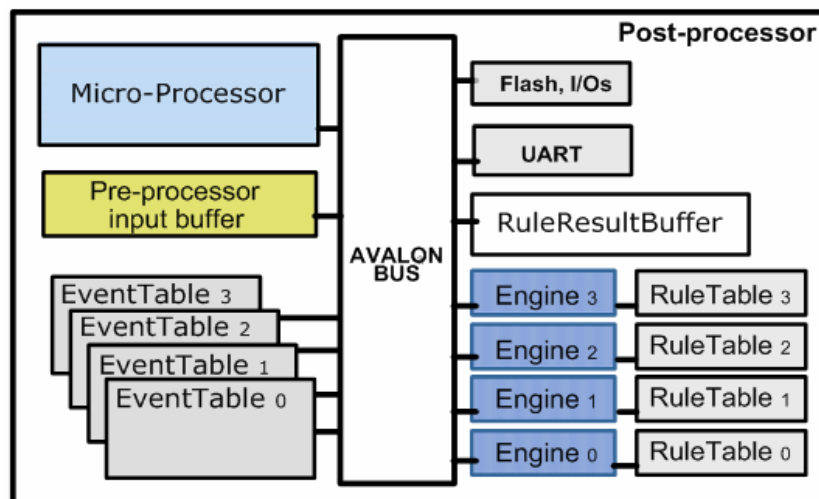 Post-processor
Micro-Processor
Pre-processor
input buffer
EventTable 3
EventTable 2
EventTable 1
EventTable 0
AVALON
BUS
Flash, I/Os
UART
RuleResultBuffer
Engine 3
RuleTable 3
Engine 2
RuleTable 2
Engine 1
RuleTable 1
Engine 0
RuleTable 0